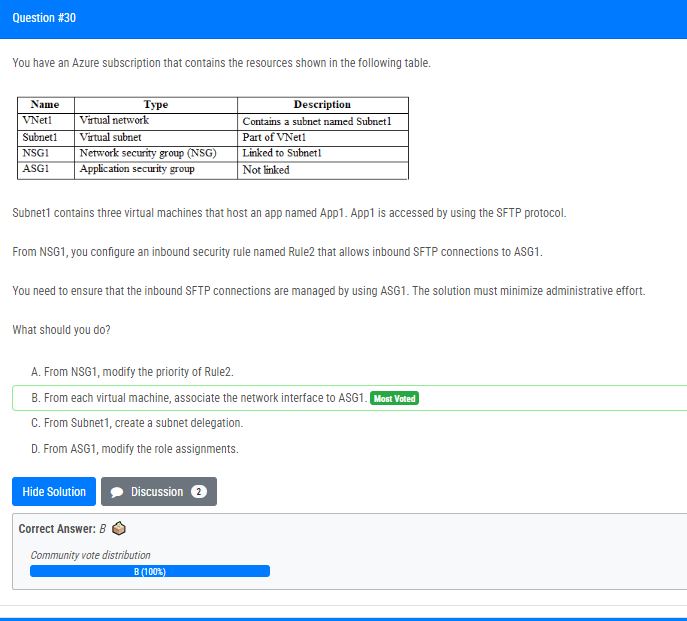 Question #30
You have an Azure subscription that contains the resources shown in the following table.
Name Type Description
VNet1 Virtual network Contains a subnet named Subnet1
Subnet1 Virtual subnet Part of VNet1
NSG1 Network security group (NSG) Linked to Subnet1
ASG1 Application security group Not linked
Subnet1 contains three virtual machines that host an app named App1. App1 is accessed by using the SFTP protocol.
From NSG1, you configure an inbound security rule named Rule2 that allows inbound SFTP connections to ASG1.
You need to ensure that the inbound SFTP connections are managed by using ASG1. The solution must minimize administrative effort.
What should you do?
A. From NSG1, modify the priority of Rule2.
B. From each virtual machine, associate the network interface to ASG1. Most Voted
C. From Subnet1, create a subnet delegation.
D. From ASG1, modify the role assignments.
Hide Solution Discussion 2
Correct Answer: B
Community vote distribution
B (100%)